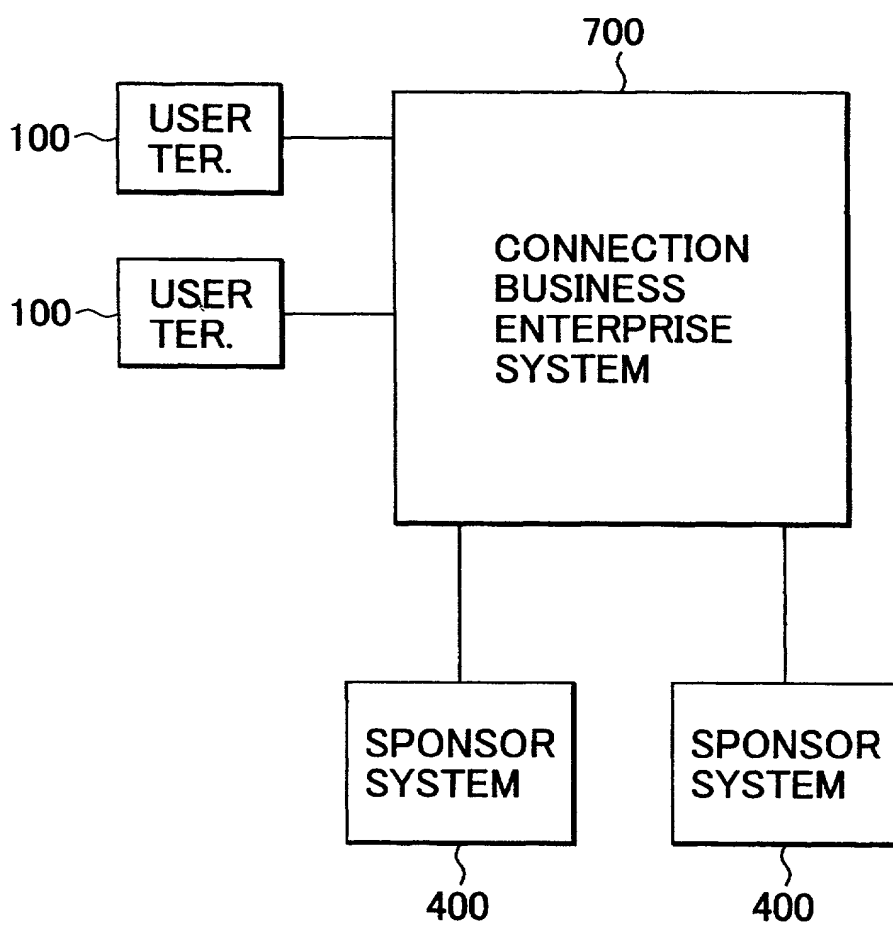 700
100
USER
TER.
100
USER
TER.
CONNECTION
BUSINESS
ENTERPRISE
SYSTEM
SPONSOR
SYSTEM
SPONSOR
SYSTEM
400
400